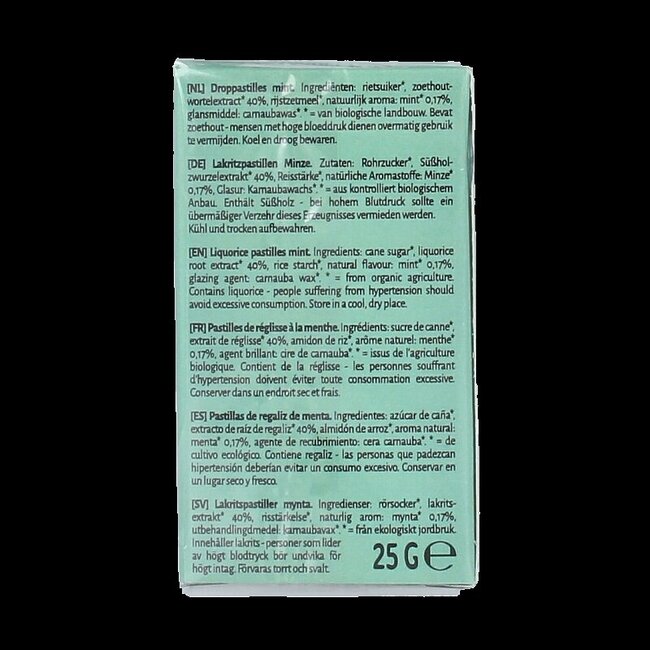 [NL] Droppastilles mint. Ingrediënten: rietsuiker*, zoethout-
wortelextract* 40%, rijstzetmeel*, natuurlijk aroma: mint* 0,17%,
glansmiddel: carnaubawas*. * = van biologische landbouw. Bevat
zoethout - mensen met hoge bloeddruk dienen overmatig gebruik
te vermijden. Koel en droog bewaren.
[DE] Lakritzpastillen Minze. Zutaten: Rohrzucker*, Süßhol-
zwurzelextrakt* 40%, Reisstärke*, natürliche Aromastoffe: Minze*
0,17%, Glasur: Karnaubawachs*. * = aus kontrolliert biologischem
Anbau. Enthält Süßholz - bei hohem Blutdruck sollte ein
übermäßiger Verzehr dieses Erzeugnisses vermieden werden.
Kühl und trocken aufbewahren.
[EN] Liquorice pastilles mint. Ingredients: cane sugar*, liquorice
root extract* 40%, rice starch*, natural flavour: mint* 0,17%,
glazing agent: carnauba wax*. * = from organic agriculture.
Contains liquorice - people suffering from hypertension should
avoid excessive consumption. Store in a cool, dry place.
[FR] Pastilles de réglisse à la menthe. Ingrédients: sucre de canne*,
extrait de réglisse* 40%, amidon de riz*, arôme naturel: menthe*
0,17%, agent brillant: cire de carnauba*. * = issus de l'agriculture
biologique. Contient de la réglisse - les personnes souffrant
d'hypertension doivent éviter toute consommation excessive.
Conserver dans un endroit sec et frais.
[ES] Pastillas de regaliz de menta. Ingredientes: azúcar de caña*,
extracto de raíz de regaliz* 40%, almidón de arroz*, aroma natural:
menta* 0,17%, agente de recubrimiento: cera carnauba*. * = de
cultivo ecológico. Contiene regaliz - las personas que padezcan
hipertensión deberían evitar un consumo excesivo. Conservar en
un lugar seco y fresco.
[SV] Lakritspastiller mynta. Ingredienser: rörsocker*, lakrits-
extrakt* 40%, risstärkelse*, naturlig arom: mynta* 0,17%,
utbehandlingdmedel: karnaubavax*. * = från ekologiskt jordbruk.
Innehåller lakrits - personer som lider
av högt blodtryck bör undvika för
högt intag. Förvaras torrt och svalt.
25 G ℮